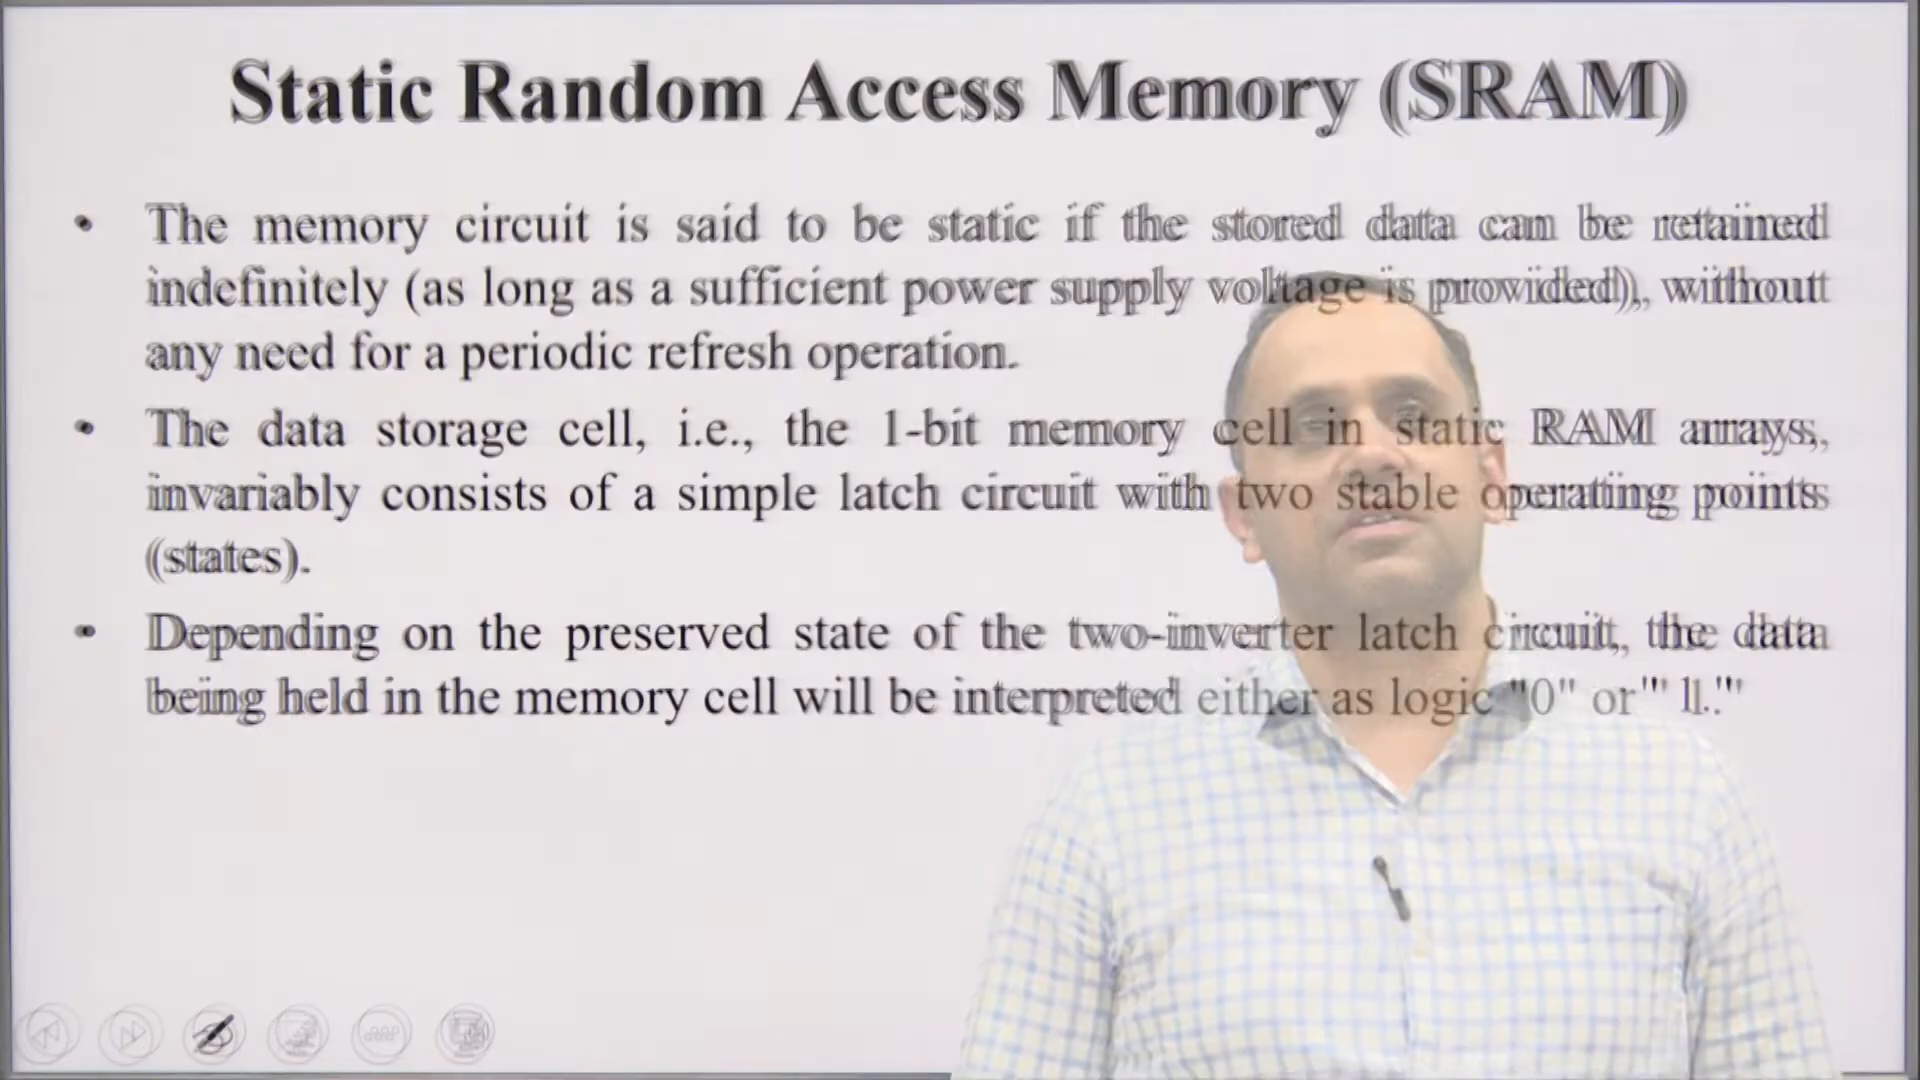 Static Random Access Memory (SRAM)
• The memory circuit is said to be static if the stored data can be retained
indefinitely (as long as a sufficient power supply voltage is provided), without
any need for a periodic refresh operation.
• The data storage cell, i.e., the 1-bit memory cell in static RAM arrays,
invariably consists of a simple latch circuit with two stable operating points
(states).
• Depending on the preserved state of the two-inverter latch circuit, the data
being held in the memory cell will be interpreted either as logic "0" or" 1."